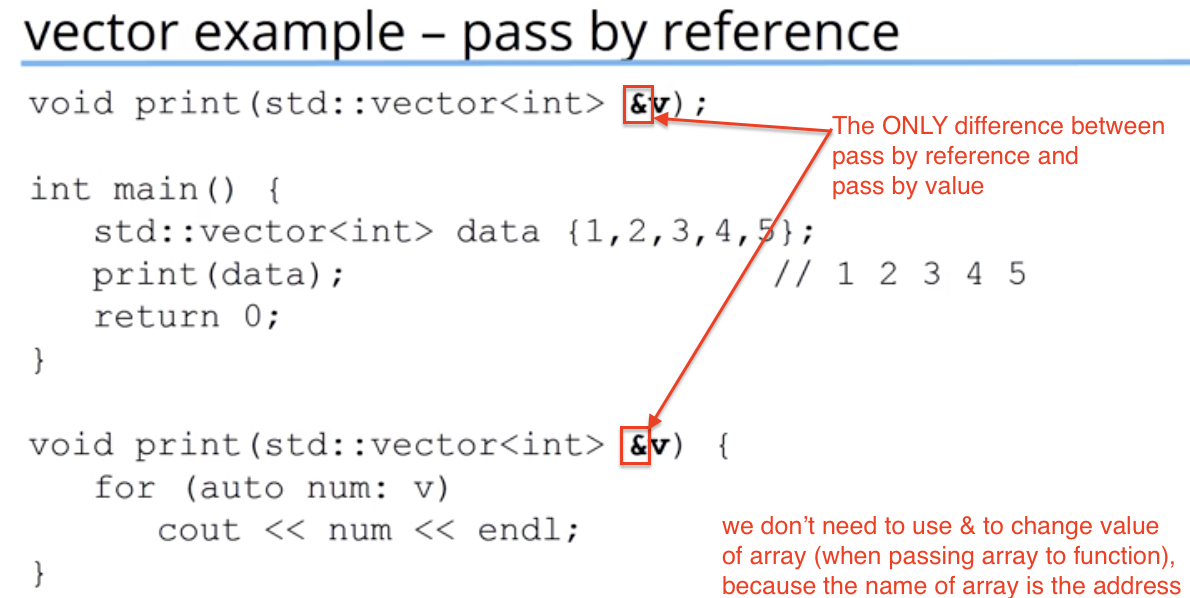 vector example – pass by reference
void print(std::vector<int> &v);
The ONLY difference between
pass by reference and
pass by value
int main() {
std::vector<int> data {1,2,3,4,5};
print(data); // 1 2 3 4 5
return 0;
}
void print(std::vector<int> &v) {
for (auto num: v)
cout << num << endl;
}
we don’t need to use & to change value
of array (when passing array to function),
because the name of array is the address